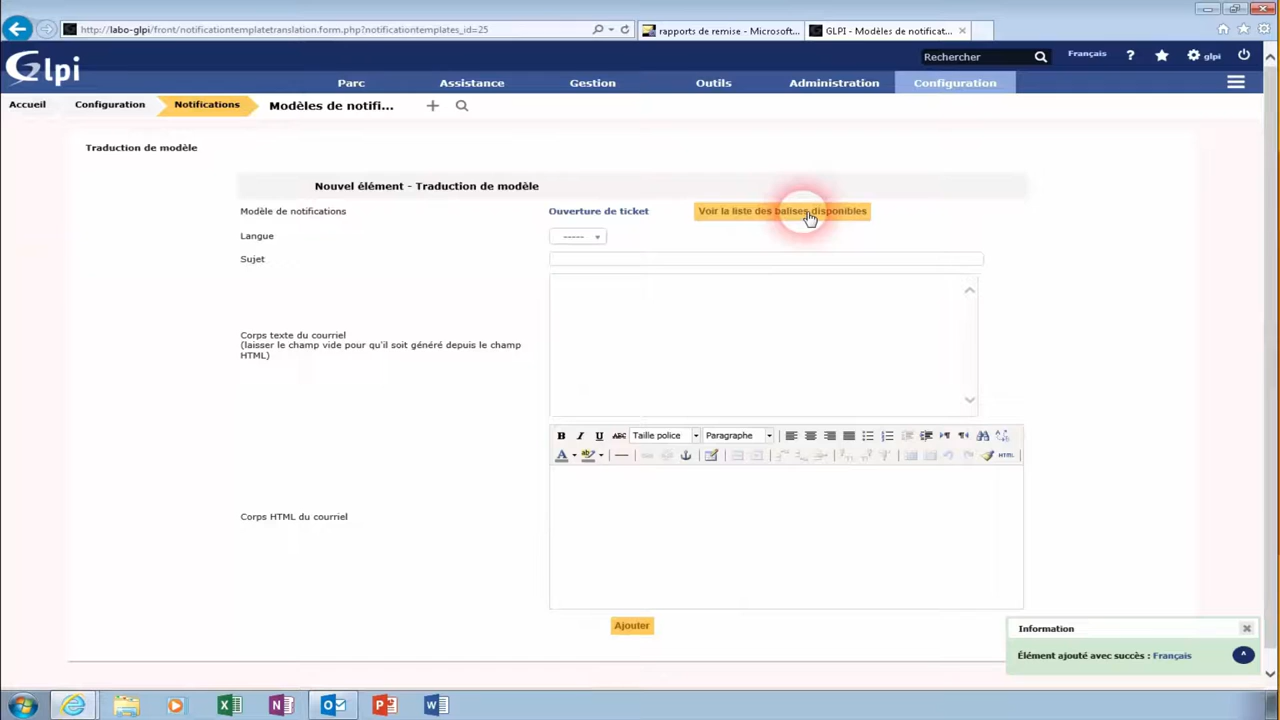 http://labo-glpi/front/notificationtemplatetranslation.form.php?notificationtemplates_id=25
rapports de remise - Microsoft...
GLPI - Modèles de notificat...
Glpi
Rechercher
Français
?
glpi
Parc
Assistance
Gestion
Outils
Administration
Configuration
Accueil
Configuration
Notifications
Modèles de notifi...
Traduction de modèle
Nouvel élément - Traduction de modèle
Modèle de notifications
Ouverture de ticket
Voir la liste des balises disponibles
Langue
-----
Sujet
Corps texte du courriel
(laisser le champ vide pour qu'il soit généré depuis le champ
HTML)
B I U ABC
Taille police
Paragraphe
HTML
Corps HTML du courriel
Ajouter
Information
Élément ajouté avec succès : Français